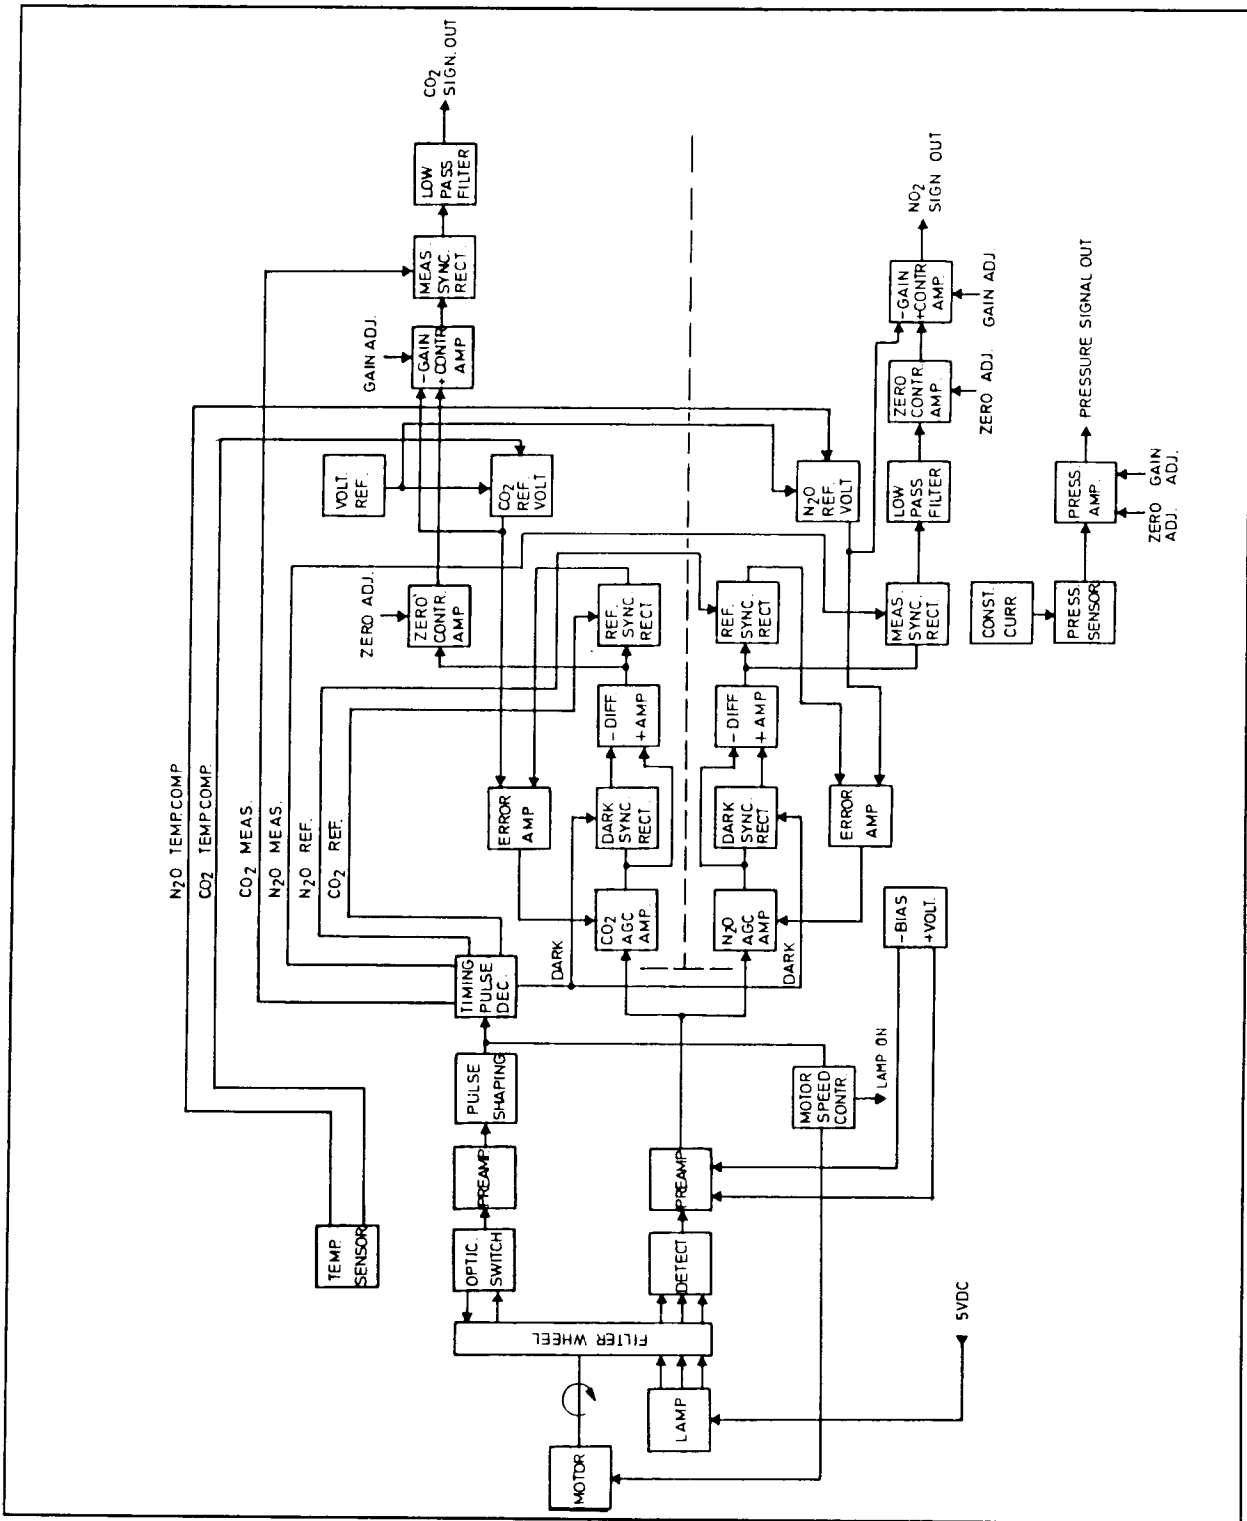 N2O TEMP.COMP
CO2 TEMP.COMP.
CO2 MEAS.
N2O MEAS.
N2O REF.
CO2 REF.
TEMP.
SENSOR
MOTOR
FILTER WHEEL
LAMP
5VDC
OPTIC.
SWITCH
PREAMP
PULSE
SHAPING
TIMING
PULSE
DEC.
DARK
DARK
DETECT
PREAMP
MOTOR
SPEED
CONTR.
LAMP ON
-BIAS
+VOLT.
CO2
AGC
AMP.
N2O
AGC
AMP
ERROR
AMP
DARK
SYNC
RECT.
DARK
SYNC
RECT
ERROR
AMP
-DIFF.
+AMP
-DIFF.
+AMP
ZERO ADJ.
ZERO
CONTR.
AMP
REF.
SYNC
RECT
REF.
SYNC
RECT
MEAS.
SYNC.
RECT
CONST.
CURR.
PRESS
SENSOR
VOLT
REF.
CO2
REF.
VOLT
N2O
REF.
VOLT
LOW
PASS
FILTER
PRESS
AMP.
ZERO
ADJ.
GAIN
ADJ.
PRESSURE SIGNAL OUT
GAIN ADJ.
-GAIN
+CONTR
AMP
ZERO
CONTR.
AMP.
ZERO ADJ.
MEAS.
SYNC.
RECT.
-GAIN
+CONTR
AMP.
GAIN ADJ
LOW
PASS
FILTER
CO2
SIGN. OUT
NO2
SIGN OUT